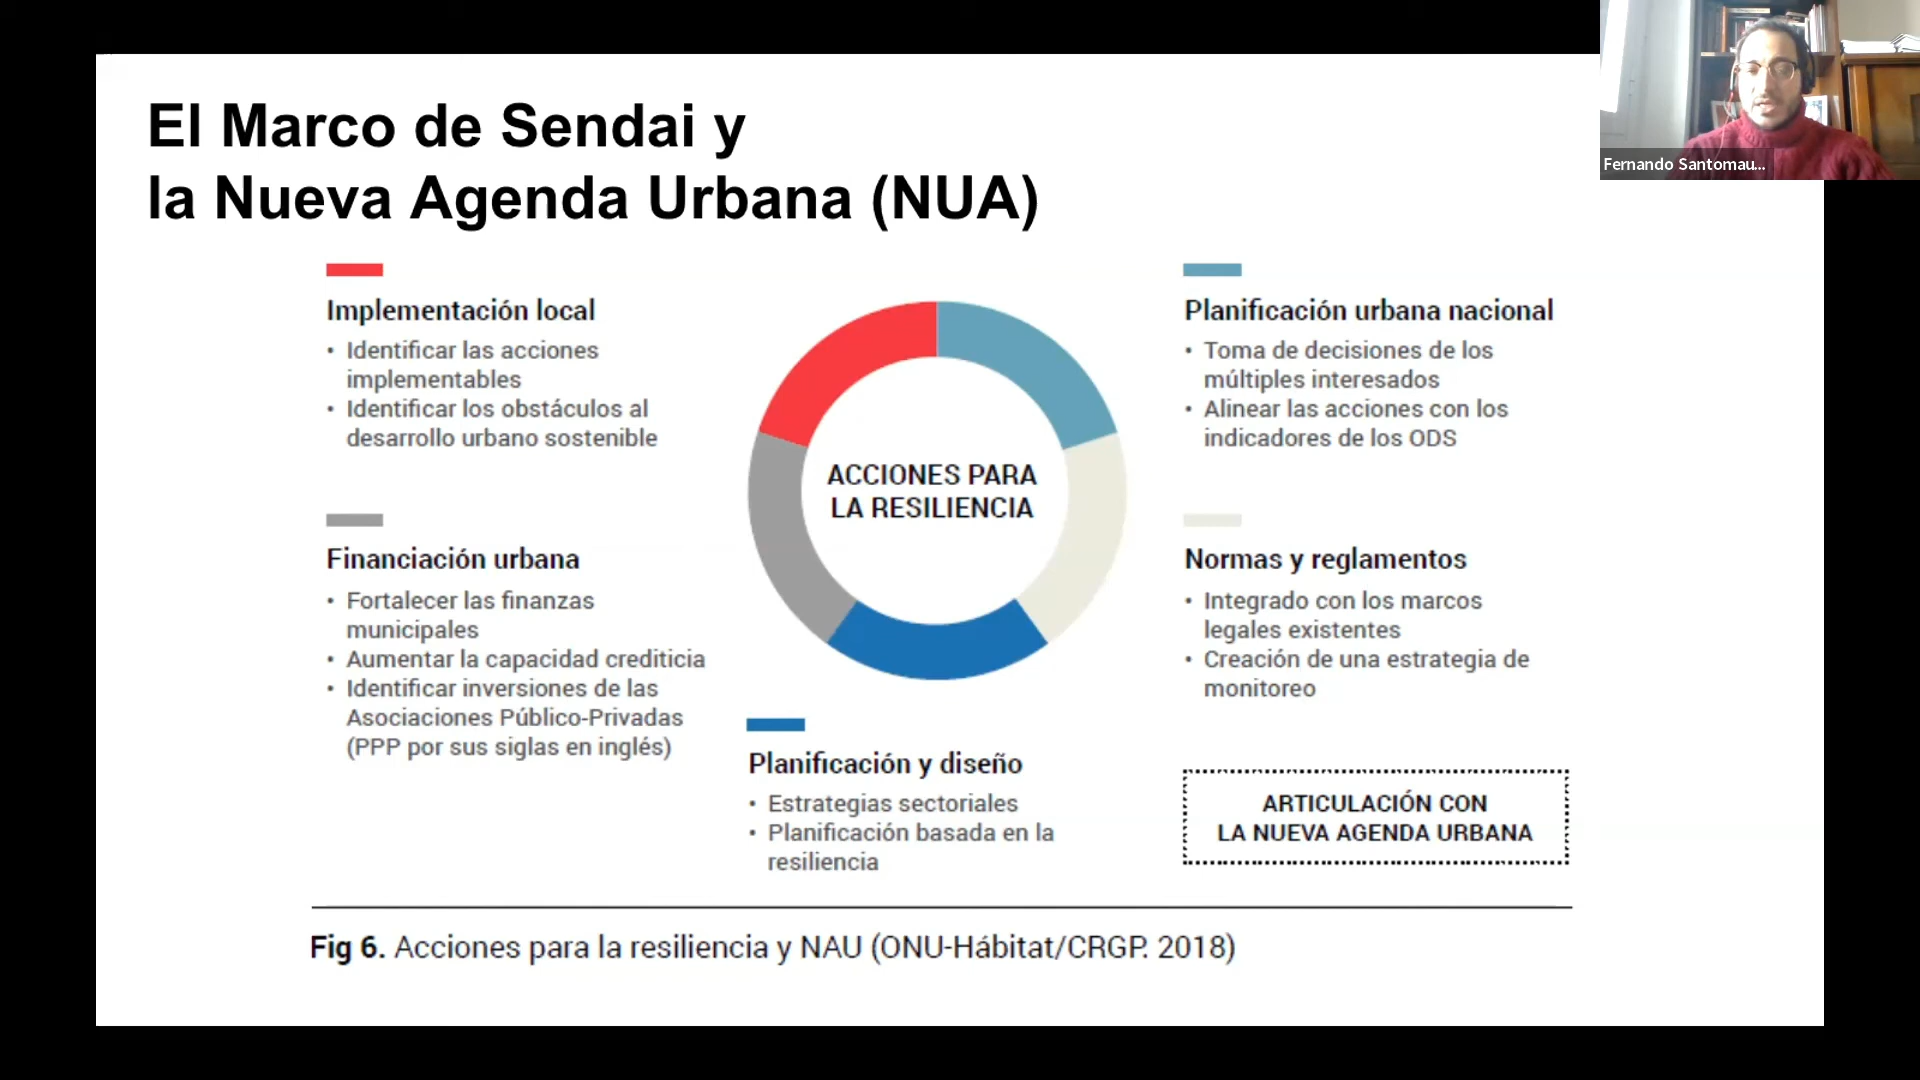 El Marco de Sendai y
la Nueva Agenda Urbana (NUA)
Fernando Santomau...
Implementación local
• Identificar las acciones
implementables
• Identificar los obstáculos al
desarrollo urbano sostenible
Financiación urbana
• Fortalecer las finanzas
municipales
• Aumentar la capacidad crediticia
• Identificar inversiones de las
Asociaciones Público-Privadas
(PPP por sus siglas en inglés)
ACCIONES PARA
LA RESILIENCIA
Planificación y diseño
• Estrategias sectoriales
• Planificación basada en la
resiliencia
Planificación urbana nacional
• Toma de decisiones de los
múltiples interesados
• Alinear las acciones con los
indicadores de los ODS
Normas y reglamentos
• Integrado con los marcos
legales existentes
• Creación de una estrategia de
monitoreo
ARTICULACIÓN CON
LA NUEVA AGENDA URBANA
Fig 6. Acciones para la resiliencia y NAU (ONU-Hábitat/CRGP. 2018)